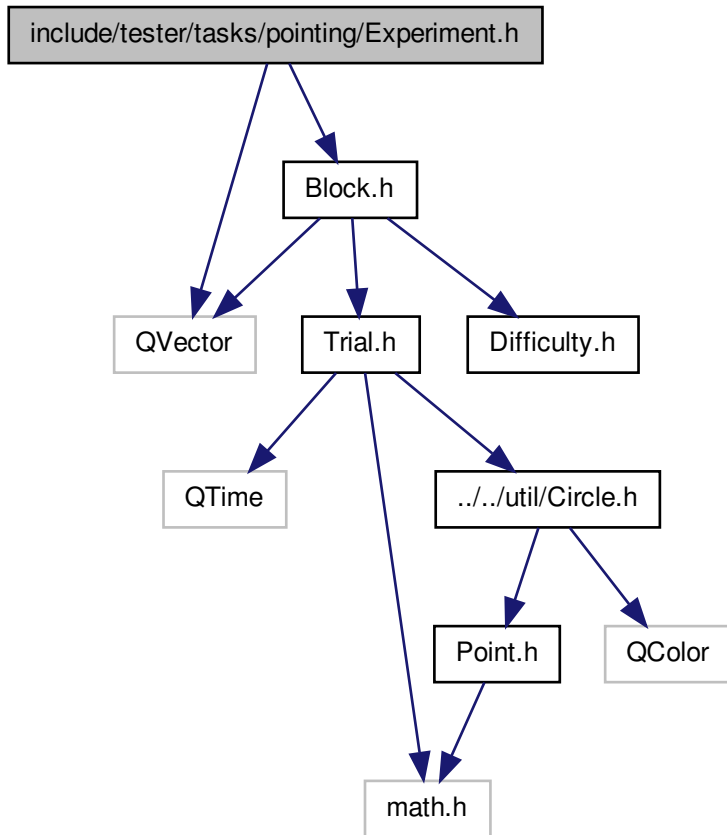 include/tester/tasks/pointing/Experiment.h
Block.h
QVector
Trial.h
Difficulty.h
QTime
../../util/Circle.h
Point.h
QColor
math.h